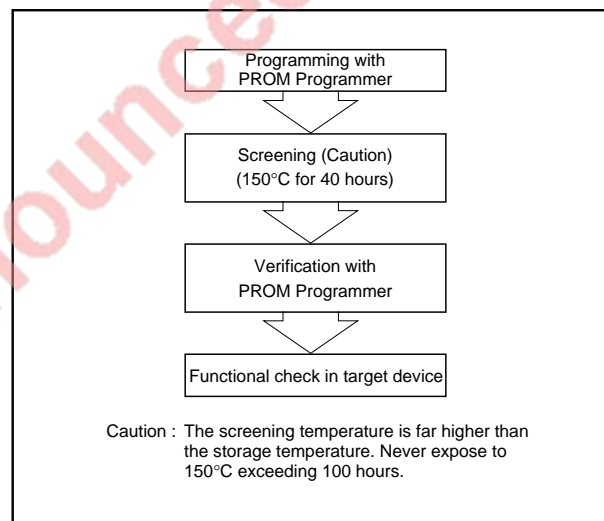 Programming with
PROM Programmer
Screening (Caution)
(150°C for 40 hours)
Verification with
PROM Programmer
Functional check in target device
Caution : The screening temperature is far higher than
the storage temperature. Never expose to
150°C exceeding 100 hours.